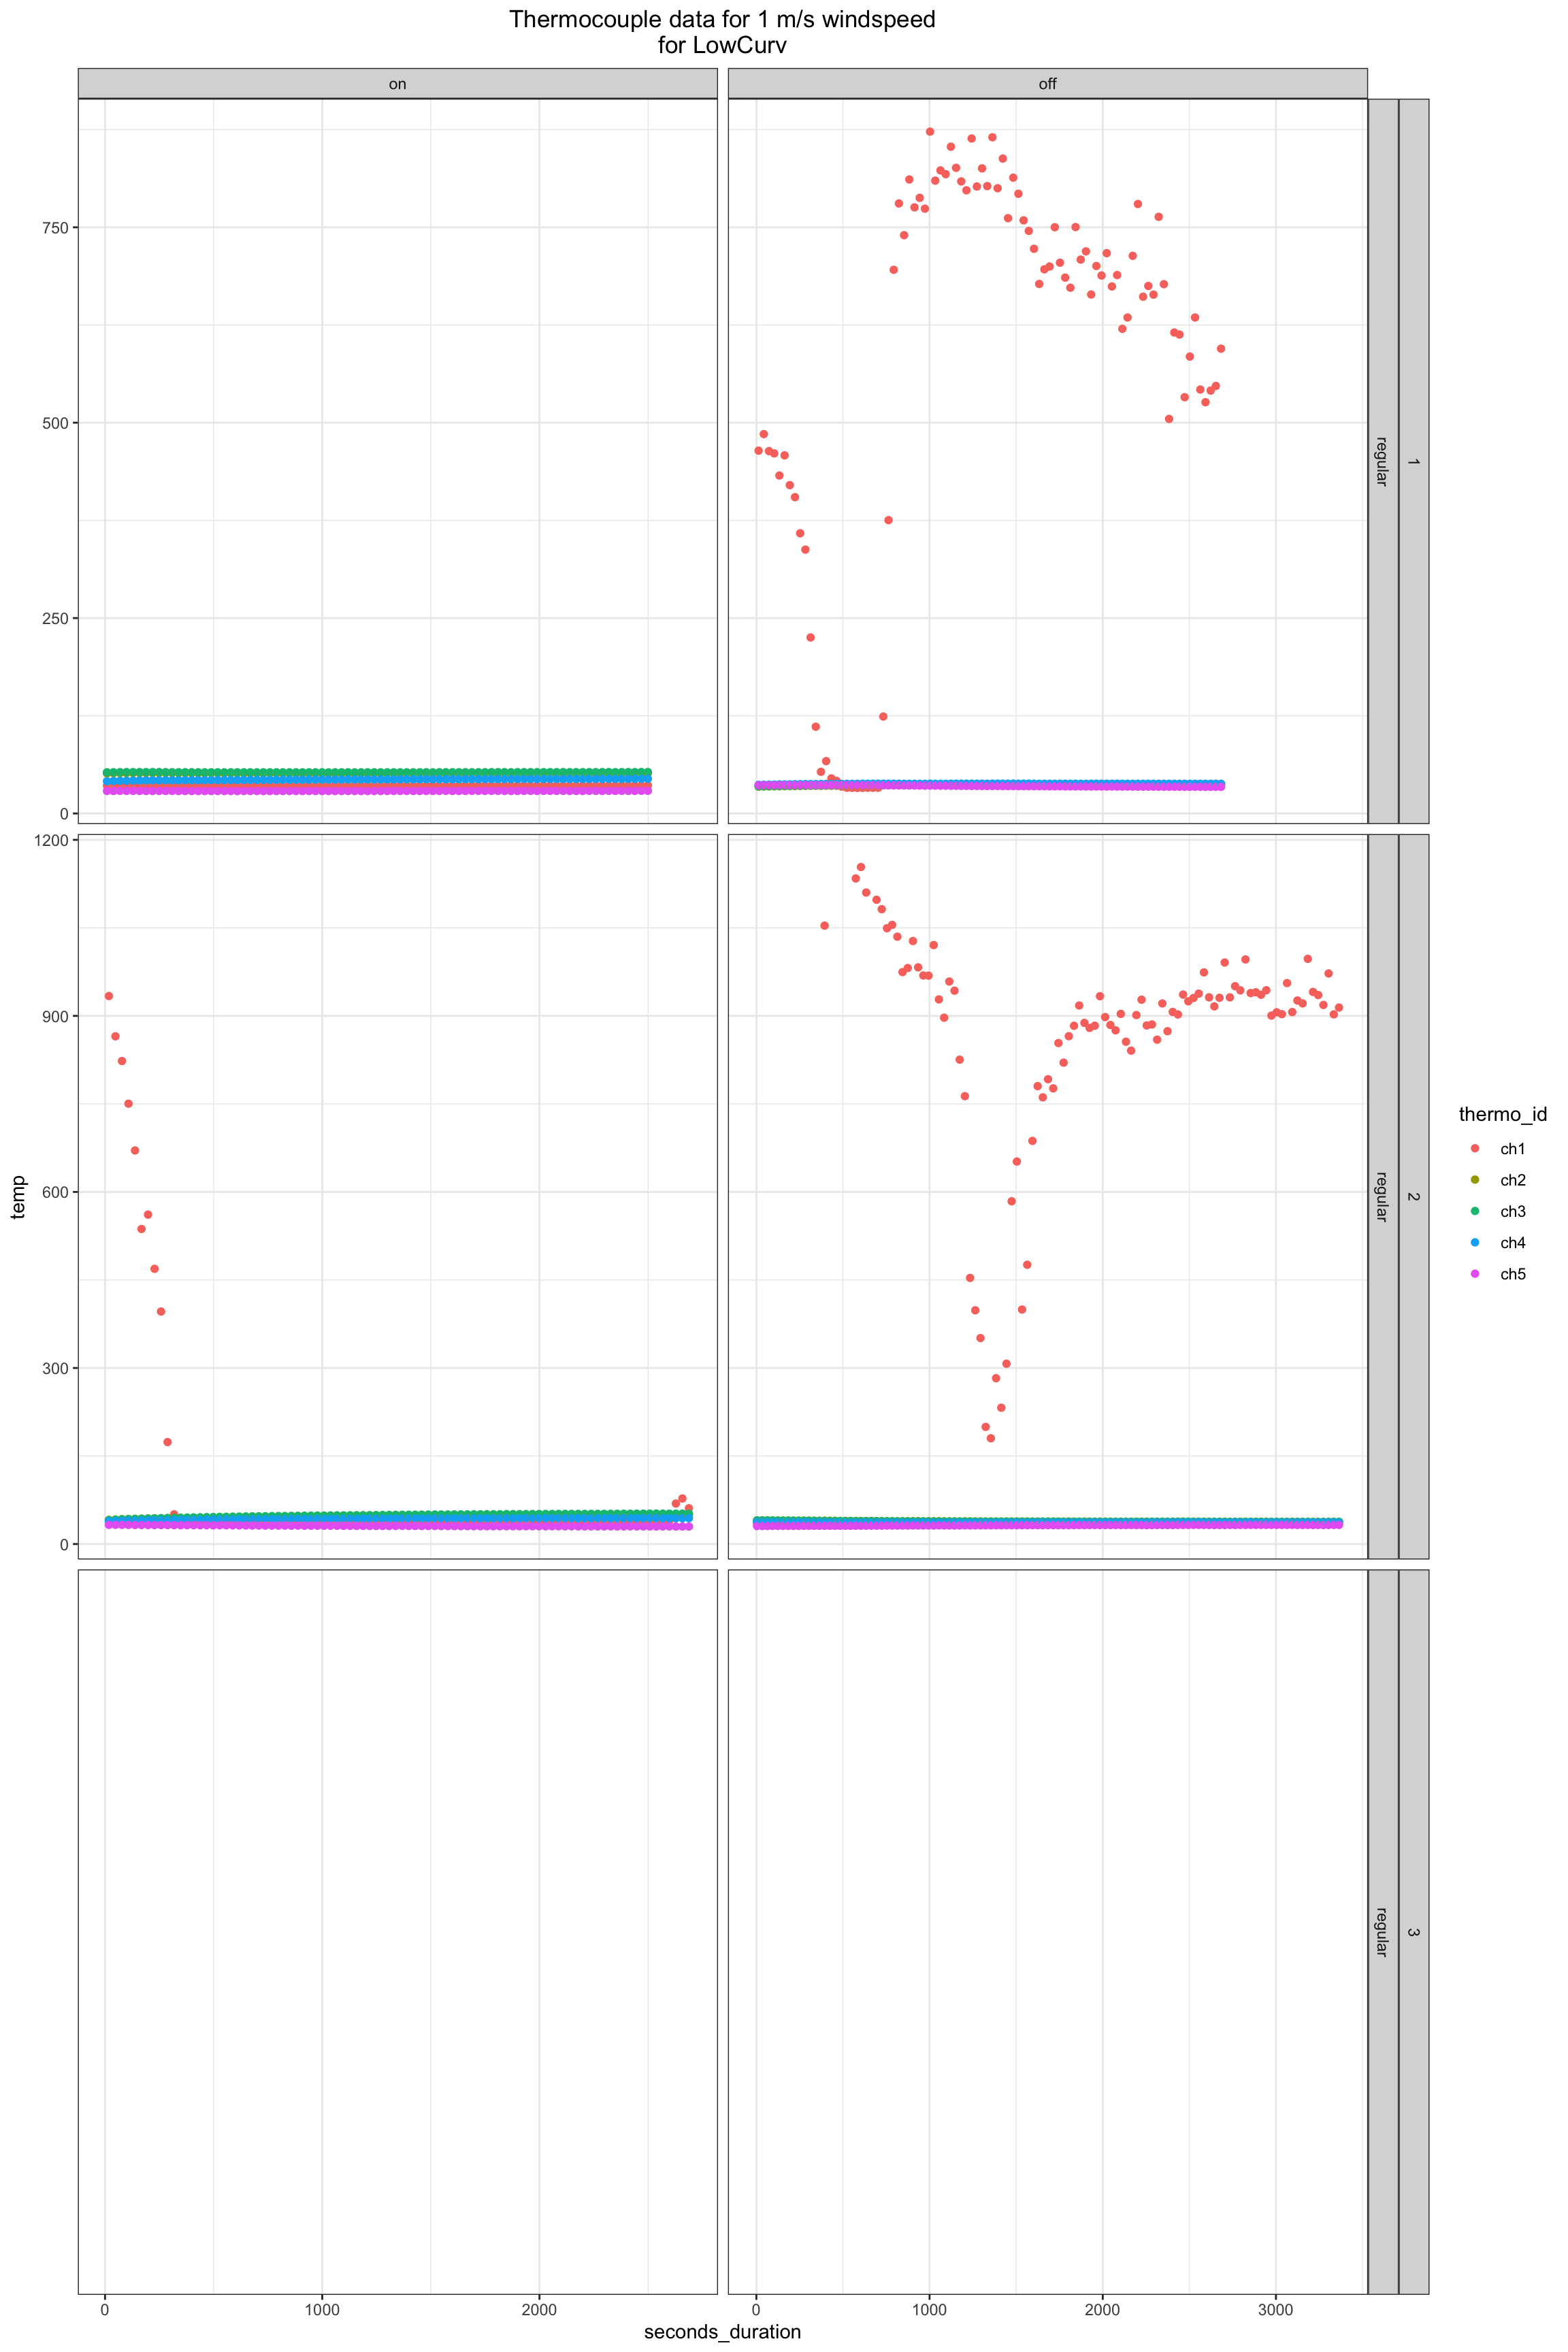 Thermocouple data for 1 m/s windspeed
for LowCurv
on
off
750
500
250
0
regular
1
1200
900
600
300
0
regular
2
temp
thermo_id
ch1
ch2
ch3
ch4
ch5
regular
3
0
1000
2000
0
1000
2000
3000
seconds_duration